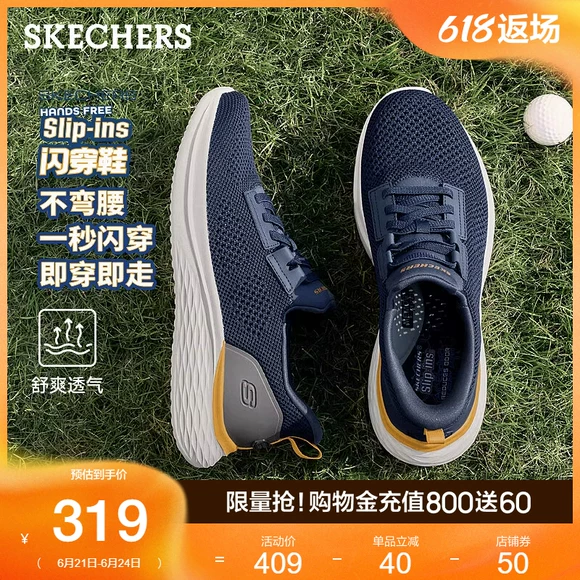 SKECHERS
618返场
HANDS FREE
Slip-ins
闪穿鞋
不弯腰
一秒闪穿
即穿即走
舒爽透气
SKECHERS
SKECHERS
Slip-ins
S
限量抢！购物金充值800送60
预估到手价
¥ 319
( 6月21日-6月24日 )
= 活动价 409 - 单品立减 40 - 店铺券 50